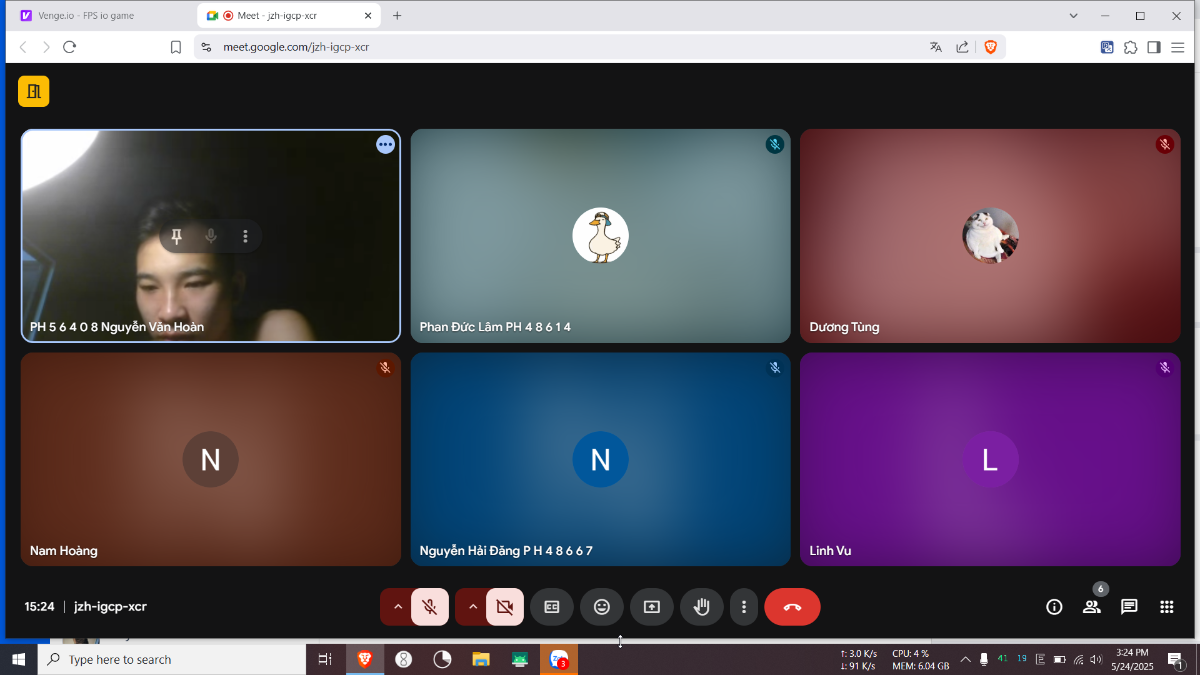 Venge.io - FPS io game
Meet - jzh-igcp-xcr
meet.google.com/jzh-igcp-xcr
PH 5 6 4 0 8 Nguyễn Văn Hoàn
Phan Đức Lâm PH 4 8 6 1 4
Dương Tùng
N
Nam Hoàng
N
Nguyễn Hải Đăng P H 4 8 6 6 7
L
Linh Vu
15:24 | jzh-igcp-xcr
6
Type here to search
3
↑: 3.0 K/s
↓: 91 K/s
CPU: 4 %
MEM: 6.04 GB
41
19
3:24 PM
5/24/2025
1